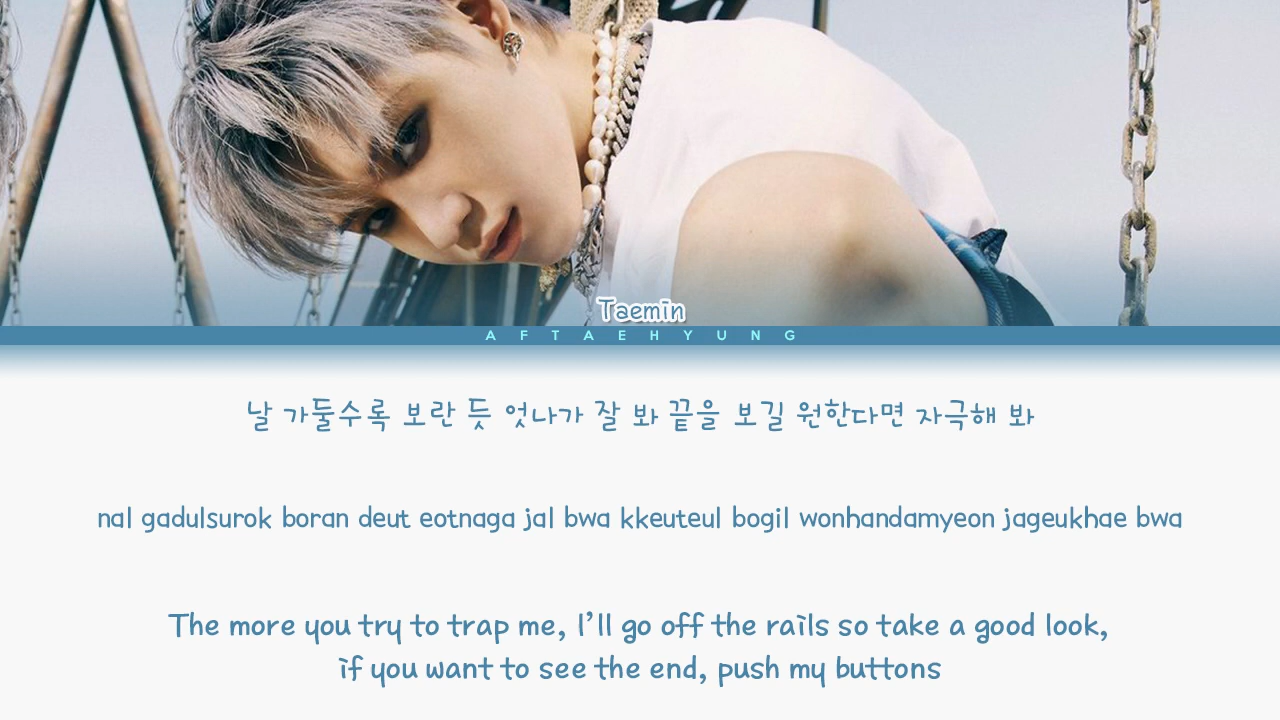 Taemin
AFTAEHYUNG
날 가둘수록 보란 듯 엇나가 잘 봐 끝을 보길 원한다면 자극해 봐
nal gadulsurok boran deut eotnaga jal bwa kkeuteul bogil wonhandamyeon jageukhae bwa
The more you try to trap me, I’ll go off the rails so take a good look,
if you want to see the end, push my buttons